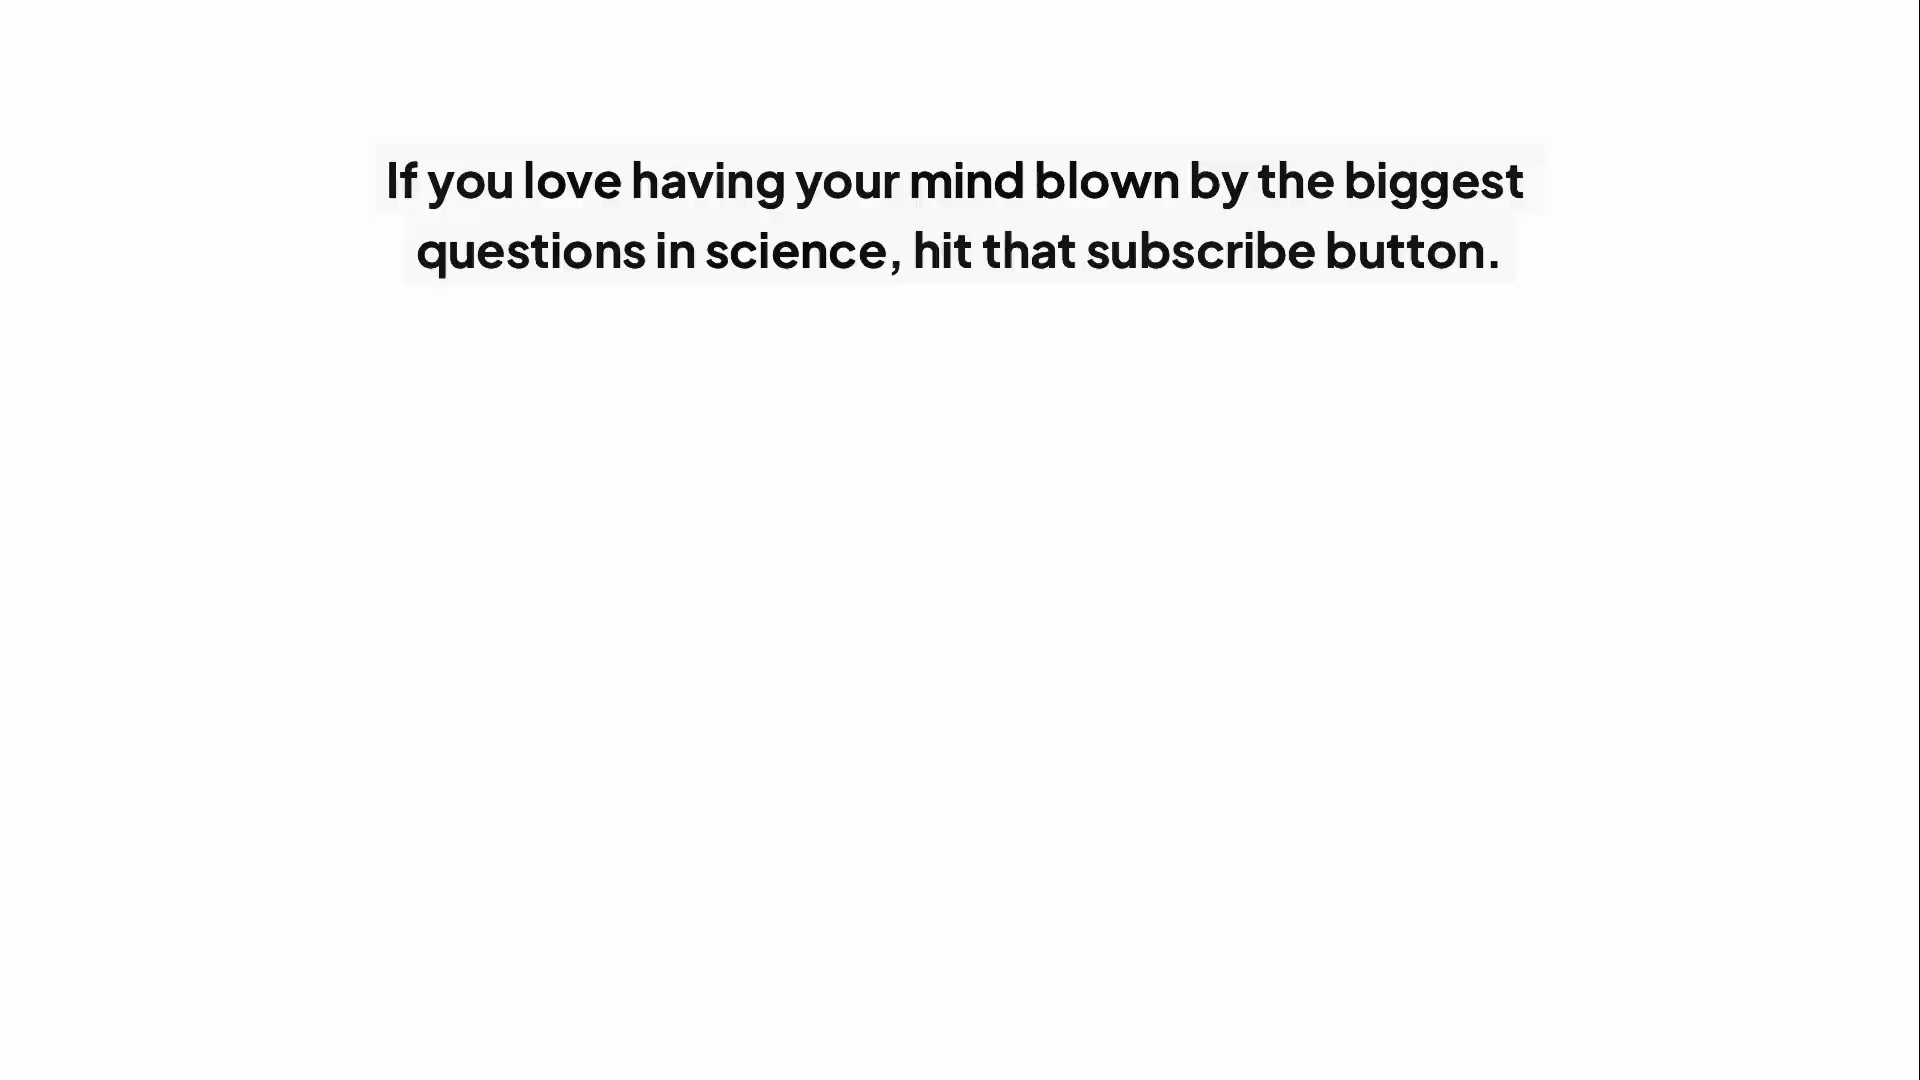 If you love having your mind blown by the biggest
questions in science, hit that subscribe button.